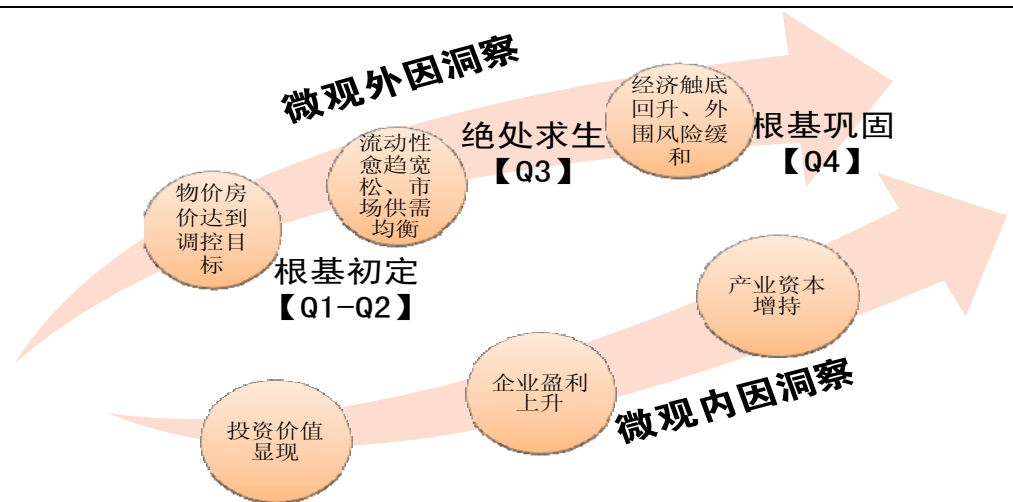 微观外因洞察
物价房
价达到
调控目
标
根基初定
【Q1-Q2】
流动性
愈趋宽
松、市
场供需
均衡
绝处求生
【Q3】
经济触底
回升、外
围风险缓
和
根基巩固
【Q4】
投资价值
显现
企业盈利
上升
产业资本
增持
微观内因洞察